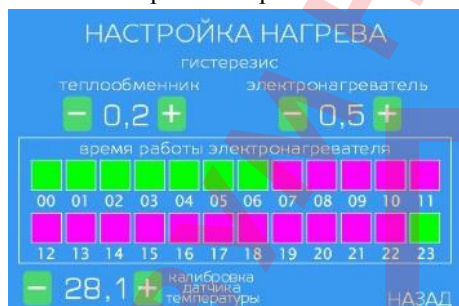 НАСТРОЙКА НАГРЕВА
гистерезис
теплообменник электронагреватель
− 0,2 + − 0,5 +
время работы электронагревателя
00 01 02 03 04 05 06 07 08 09 10 11
12 13 14 15 16 17 18 19 20 21 22 23
− 28,1 + калибровка
датчика
температуры НАЗАД